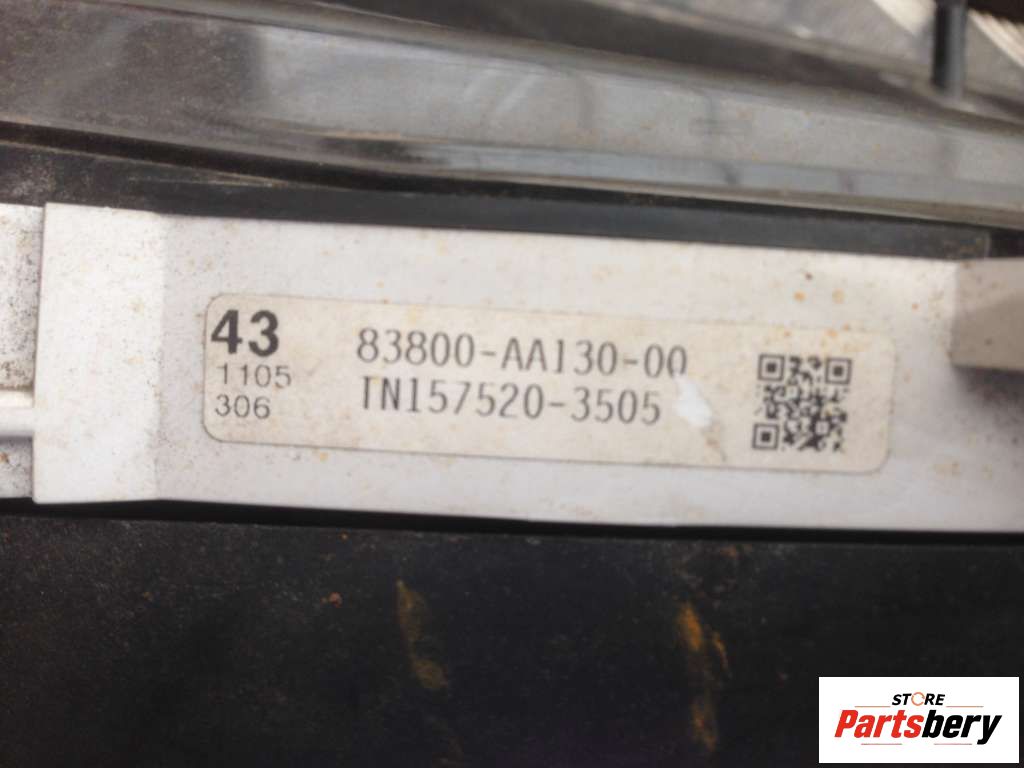 43
1105
306
83800-AA130-00
TN157520-3505
STORE
Partsbery